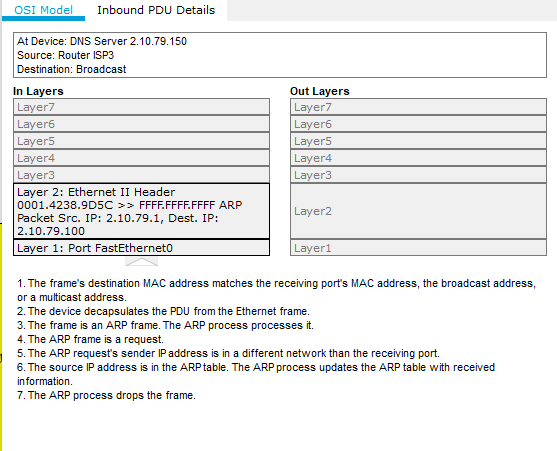 OSI Model Inbound PDU Details
At Device: DNS Server 2.10.79.150
Source: Router ISP3
Destination: Broadcast
In Layers
Layer7
Layer6
Layer5
Layer4
Layer3
Layer 2: Ethernet II Header
0001.4238.9D5C >> FFFF.FFFF.FFFF ARP
Packet Src. IP: 2.10.79.1, Dest. IP:
2.10.79.100
Layer 1: Port FastEthernet0
Out Layers
Layer7
Layer6
Layer5
Layer4
Layer3
Layer2
Layer1
1. The frame's destination MAC address matches the receiving port's MAC address, the broadcast address,
or a multicast address.
2. The device decapsulates the PDU from the Ethernet frame.
3. The frame is an ARP frame. The ARP process processes it.
4. The ARP frame is a request.
5. The ARP request's sender IP address is in a different network than the receiving port.
6. The source IP address is in the ARP table. The ARP process updates the ARP table with received
information.
7. The ARP process drops the frame.